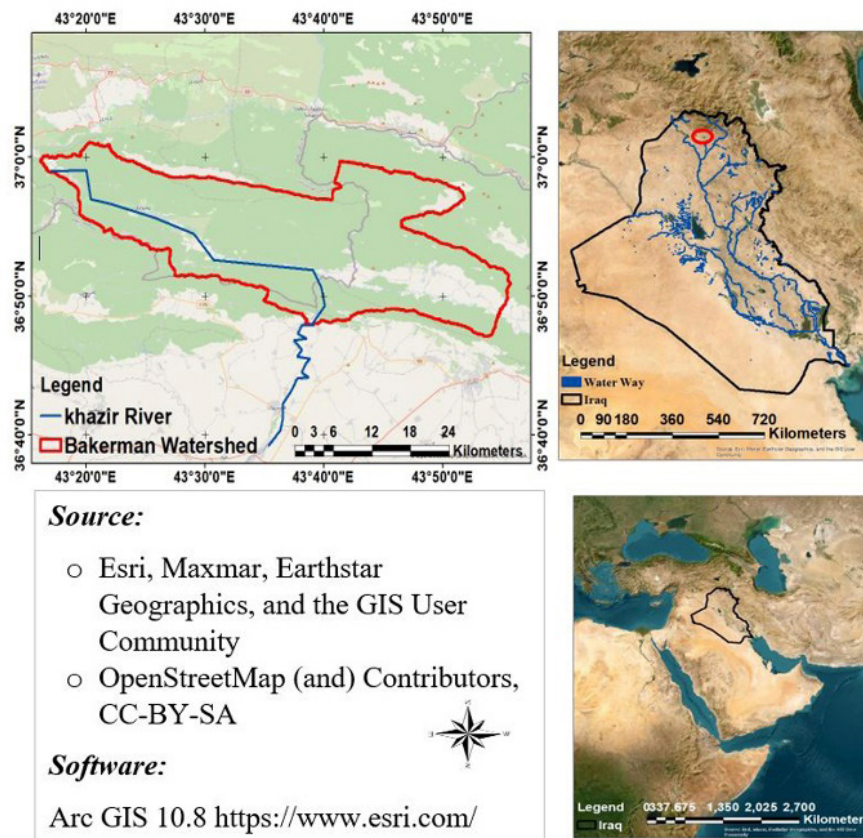 43°20'0"E 43°30'0"E 43°40'0"E 43°50'0"E
37°0'0"N
36°50'0"N
36°40'0"N
37°0'0"N
36°50'0"N
36°40'0"N
Legend
khazir River
Bakerman Watershed
0 3 6 12 18 24
Kilometers
43°20'0"E 43°30'0"E 43°40'0"E 43°50'0"E
Legend
Water Way
Iraq
0 90 180 360 540 720
Kilometers
Source:
○ Esri, Maxmar, Earthstar
Geographics, and the GIS User
Community
○ OpenStreetMap (and) Contributors,
CC-BY-SA
Software:
Arc GIS 10.8 https://www.esri.com/
Legend
Iraq
0337.675 1,350 2,025 2,700
Kilometer